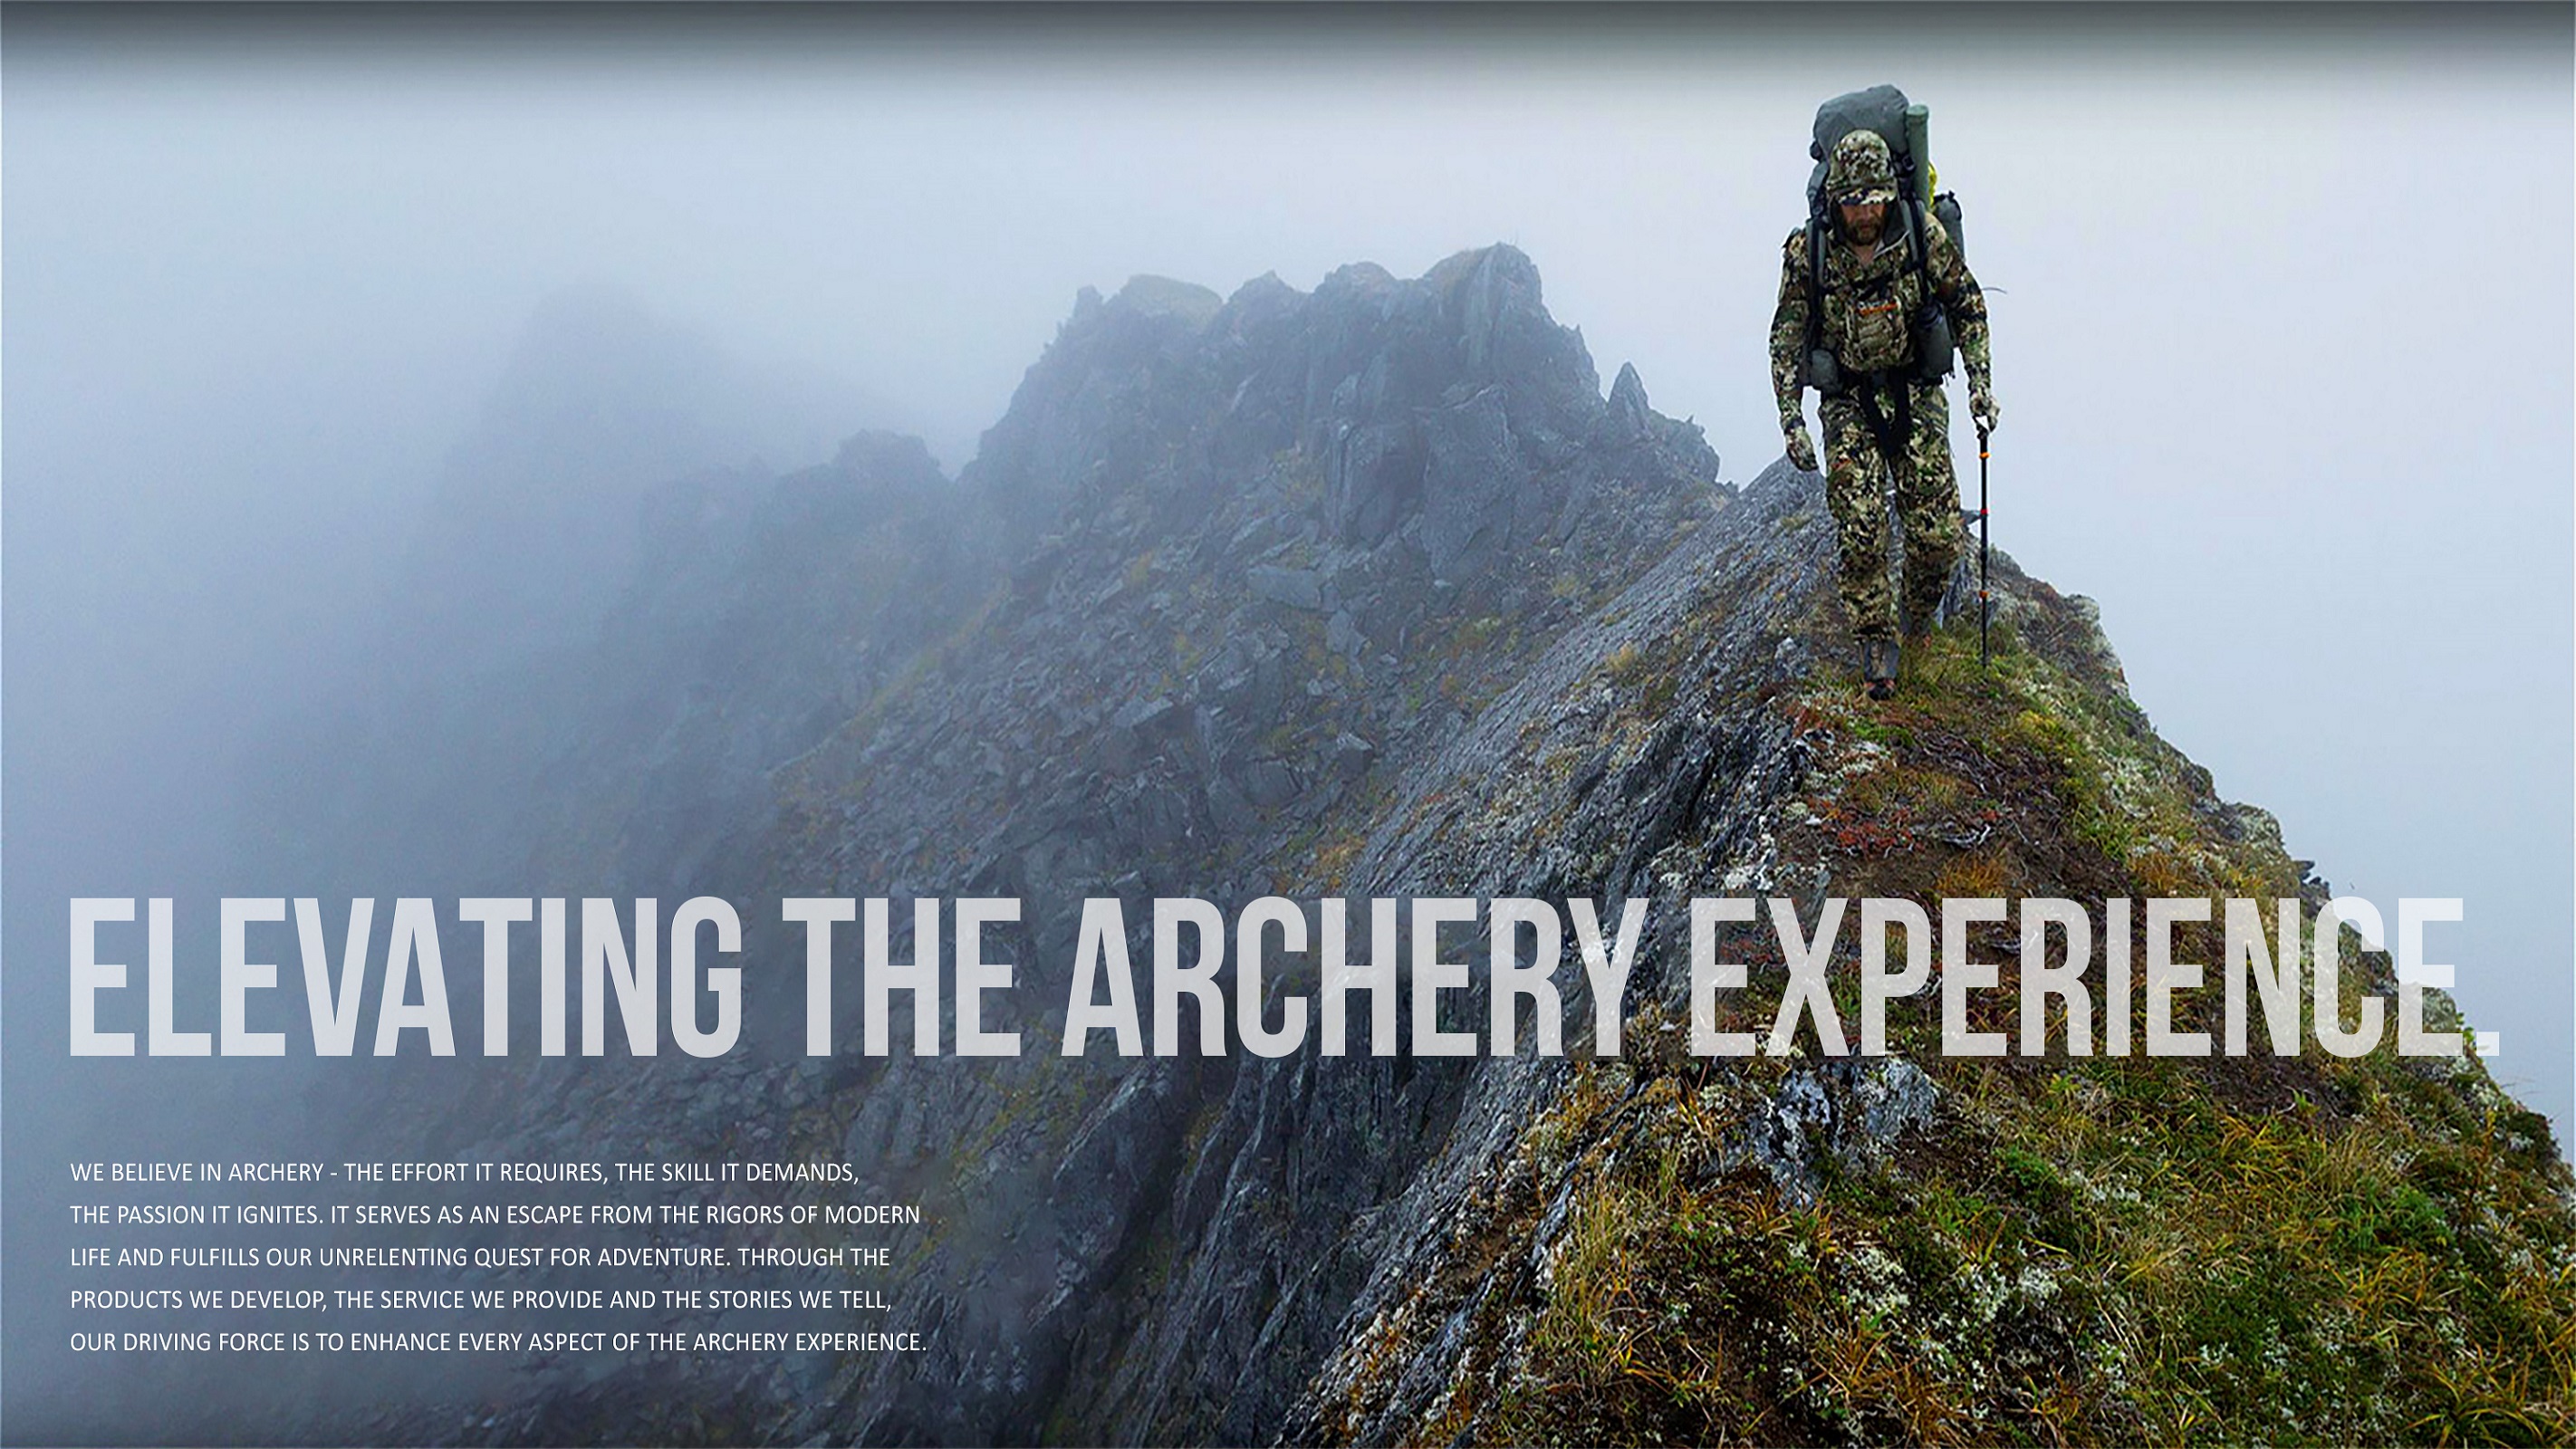 ELEVATING THE ARCHERY EXPERIENCE.
WE BELIEVE IN ARCHERY - THE EFFORT IT REQUIRES, THE SKILL IT DEMANDS,
THE PASSION IT IGNITES. IT SERVES AS AN ESCAPE FROM THE RIGORS OF MODERN
LIFE AND FULFILLS OUR UNRELENTING QUEST FOR ADVENTURE. THROUGH THE
PRODUCTS WE DEVELOP, THE SERVICE WE PROVIDE AND THE STORIES WE TELL,
OUR DRIVING FORCE IS TO ENHANCE EVERY ASPECT OF THE ARCHERY EXPERIENCE.